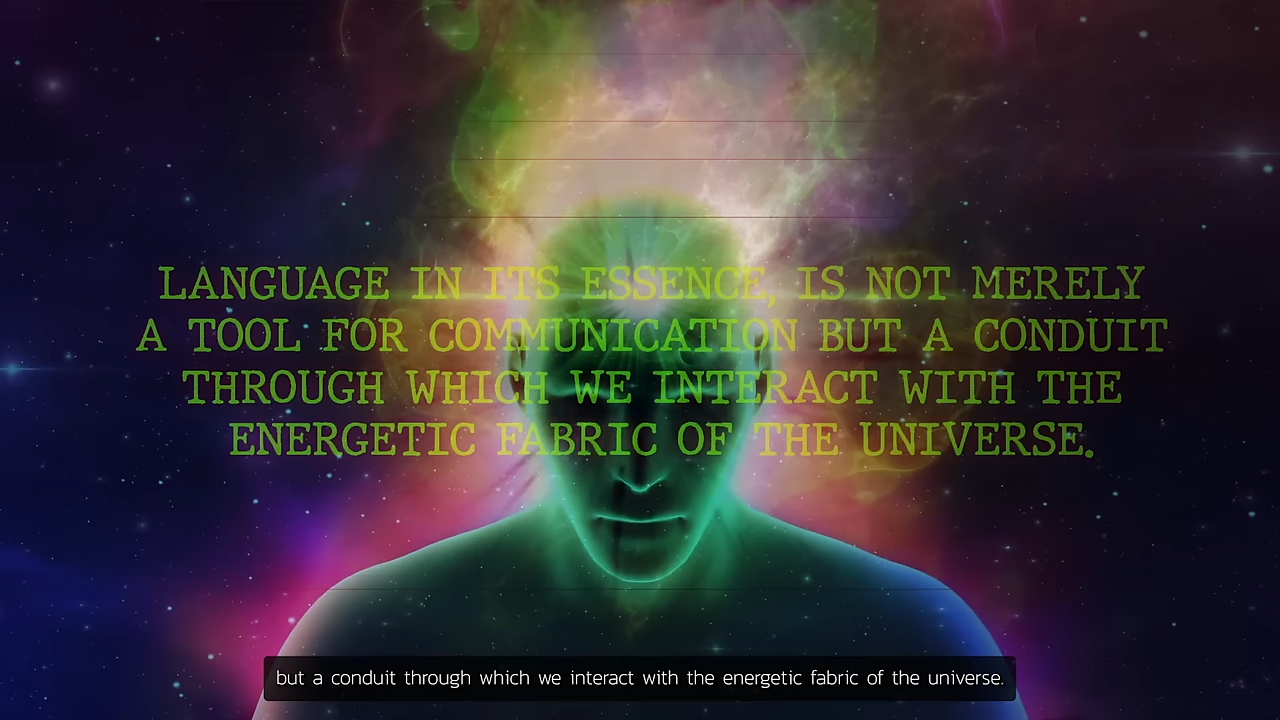 LANGUAGE IN ITS ESSENCE, IS NOT MERELY
A TOOL FOR COMMUNICATION BUT A CONDUIT
THROUGH WHICH WE INTERACT WITH THE
ENERGETIC FABRIC OF THE UNIVERSE.
but a conduit through which we interact with the energetic fabric of the universe.